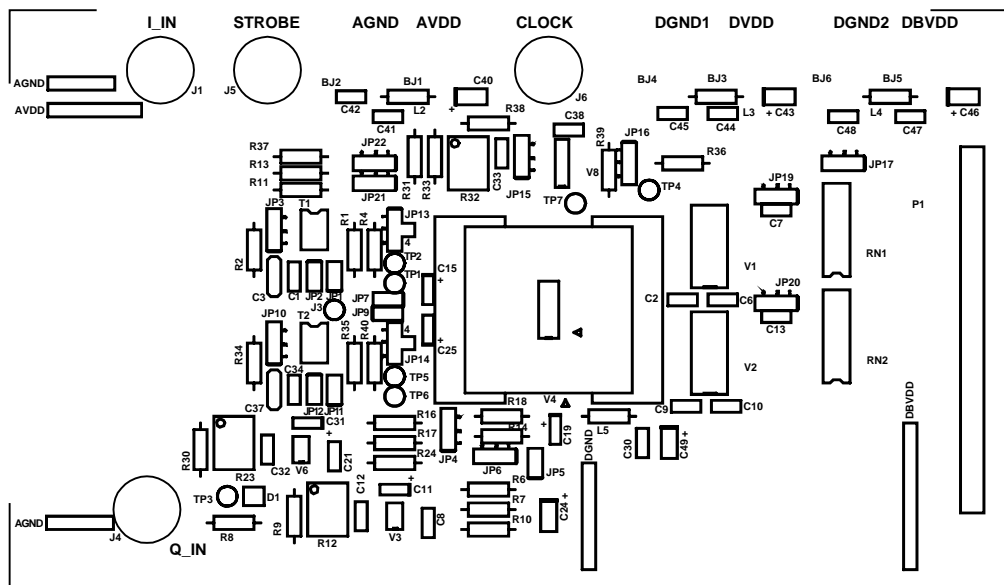 I_IN STROBE AGND AVDD CLOCK DGND1 DVDD DGND2 DBVDD
AGND
AVDD
J1 J5 J6
BJ2 BJ1 C40 BJ4 BJ3 BJ6 BJ5
C42 L2 + C41 R38 C38 C45 C44 L3 + C43 C48 L4 C47 + C46
R37
R13
R11
JP22
JP21
R31 R33 R32 C33 JP15 TP7 V8 R39 JP16 TP4 R36
JP19
C7
JP17
P1
JP3 T1 R1 R4 JP13
4
R2 TP2
TP1
C15 +
V1 RN1
C3 C1 JP2 JP1 JP7
J3 JP9
C2 C6 JP20
C13
JP10 T2 R35 R40 4
JP14
C25 +
R34 C34 TP5
TP6
V2 RN2
C37 JP12 JP11
V4
C9 C10
C31 + R16
R17
R24
JP4 R18
R14
JP6
+ C19 L5 DGND C30 C49 + DBVDD
R30 R23 C32 V6 C21
JP5
TP3 D1 C12 C11 + R6
R7
R10
C24 +
AGND J4 R8 R9 R12 V3 C8
Q_IN